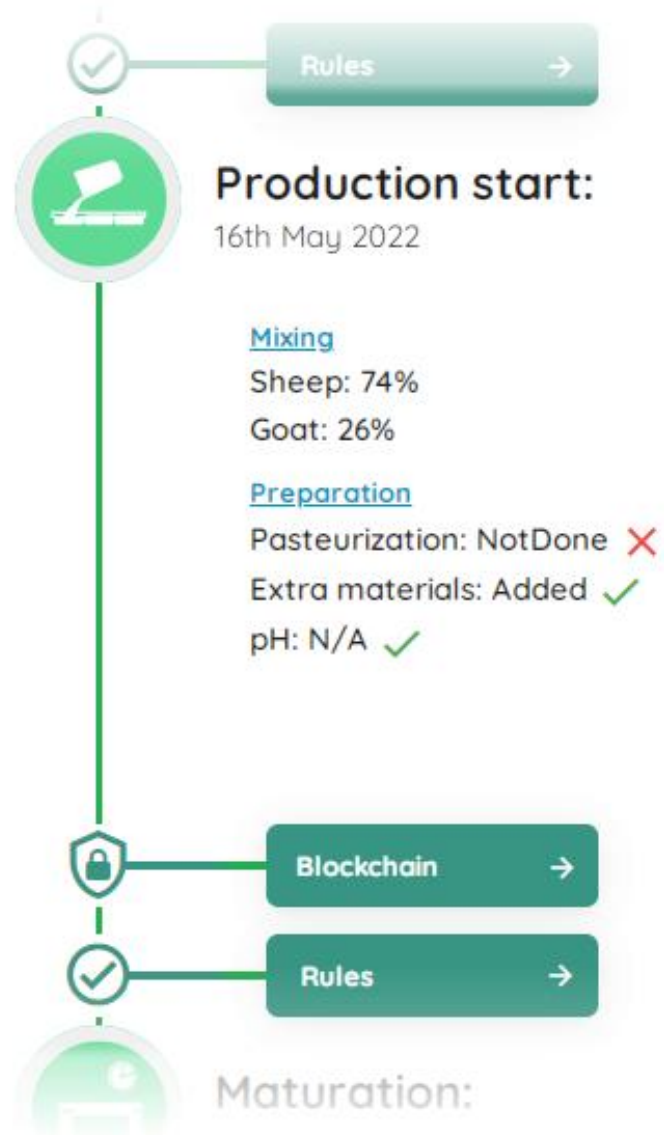 Rules
Production start:
16th May 2022
Mixing
Sheep: 74%
Goat: 26%
Preparation
Pasteurization: NotDone
Extra materials: Added
pH: N/A
Blockchain
Rules
Maturation: